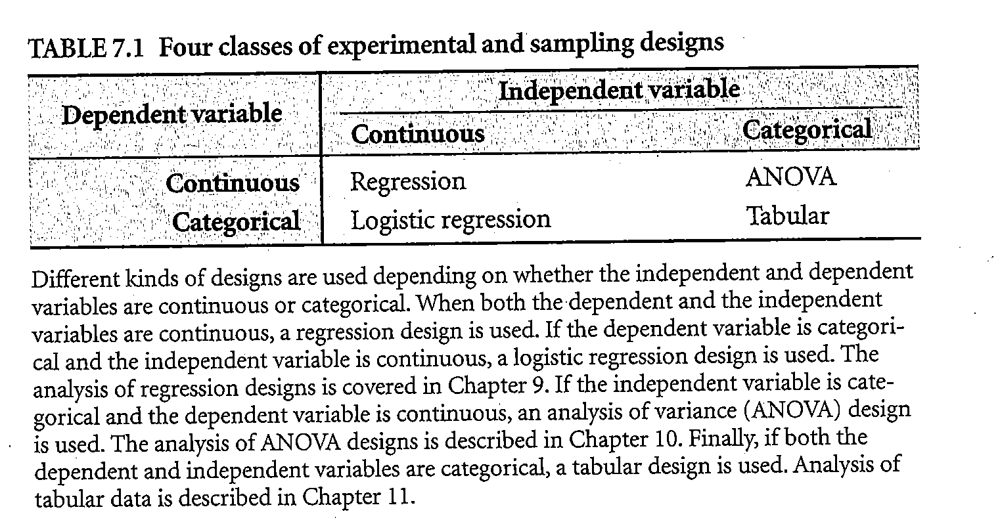 TABLE 7.1 Four classes of experimental and sampling designs
Independent variable
Dependent variable
Continuous Categorical
Continuous Regression ANOVA
Categorical Logistic regression Tabular
Different kinds of designs are used depending on whether the independent and dependent
variables are continuous or categorical. When both the dependent and the independent
variables are continuous, a regression design is used. If the dependent variable is categori-
cal and the independent variable is continuous, a logistic regression design is used. The
analysis of regression designs is covered in Chapter 9. If the independent variable is cate-
gorical and the dependent variable is continuous, an analysis of variance (ANOVA) design
is used. The analysis of ANOVA designs is described in Chapter 10. Finally, if both the
dependent and independent variables are categorical, a tabular design is used. Analysis of
tabular data is described in Chapter 11.